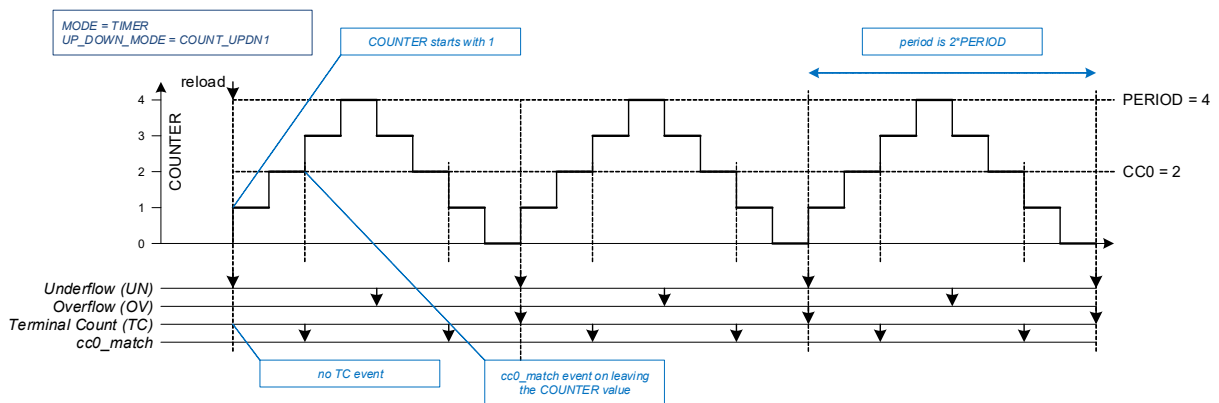 MODE = TIMER
UP_DOWN_MODE = COUNT_UPDN1
COUNTER starts with 1
period is 2*PERIOD
reload
COUNTER
4
3
2
1
0
PERIOD = 4
CC0 = 2
Underflow (UN)
Overflow (OV)
Terminal Count (TC)
cc0_match
no TC event
cc0_match event on leaving
the COUNTER value